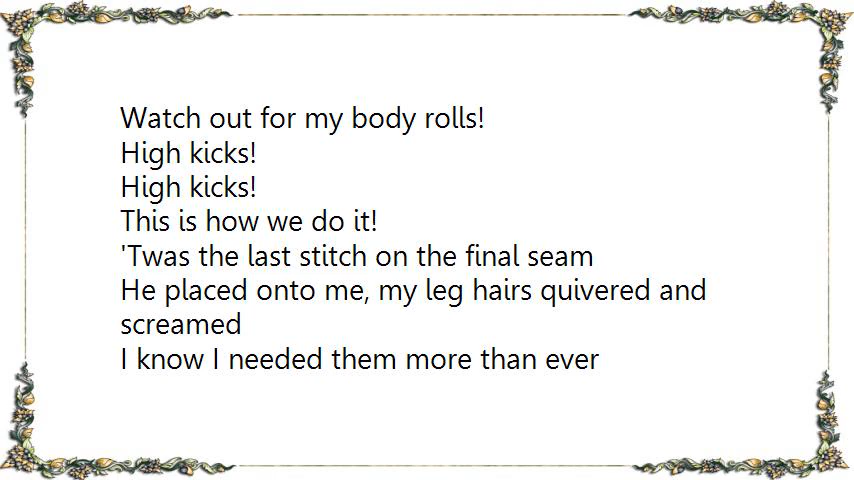 Watch out for my body rolls!
High kicks!
High kicks!
This is how we do it!
'Twas the last stitch on the final seam
He placed onto me, my leg hairs quivered and
screamed
I know I needed them more than ever